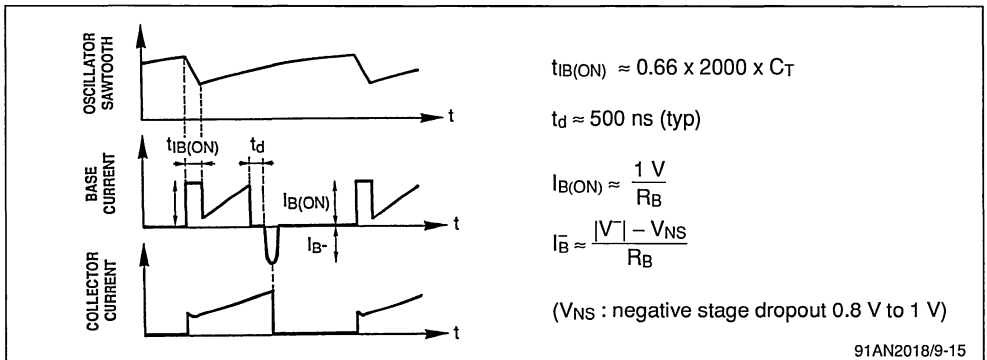 OSCILLATOR
SAWTOOTH
t
tIB(ON)
td
BASE
CURRENT
IB(ON)
IB-
t
COLLECTOR
CURRENT
t
tIB(ON) ≈ 0.66 x 2000 x CT
td ≈ 500 ns (typ)
IB(ON) ≈ 1 V / RB
IB̄ ≈ |V⁻| – VNS / RB
(VNS : negative stage dropout 0.8 V to 1 V)
91AN2018/9-15